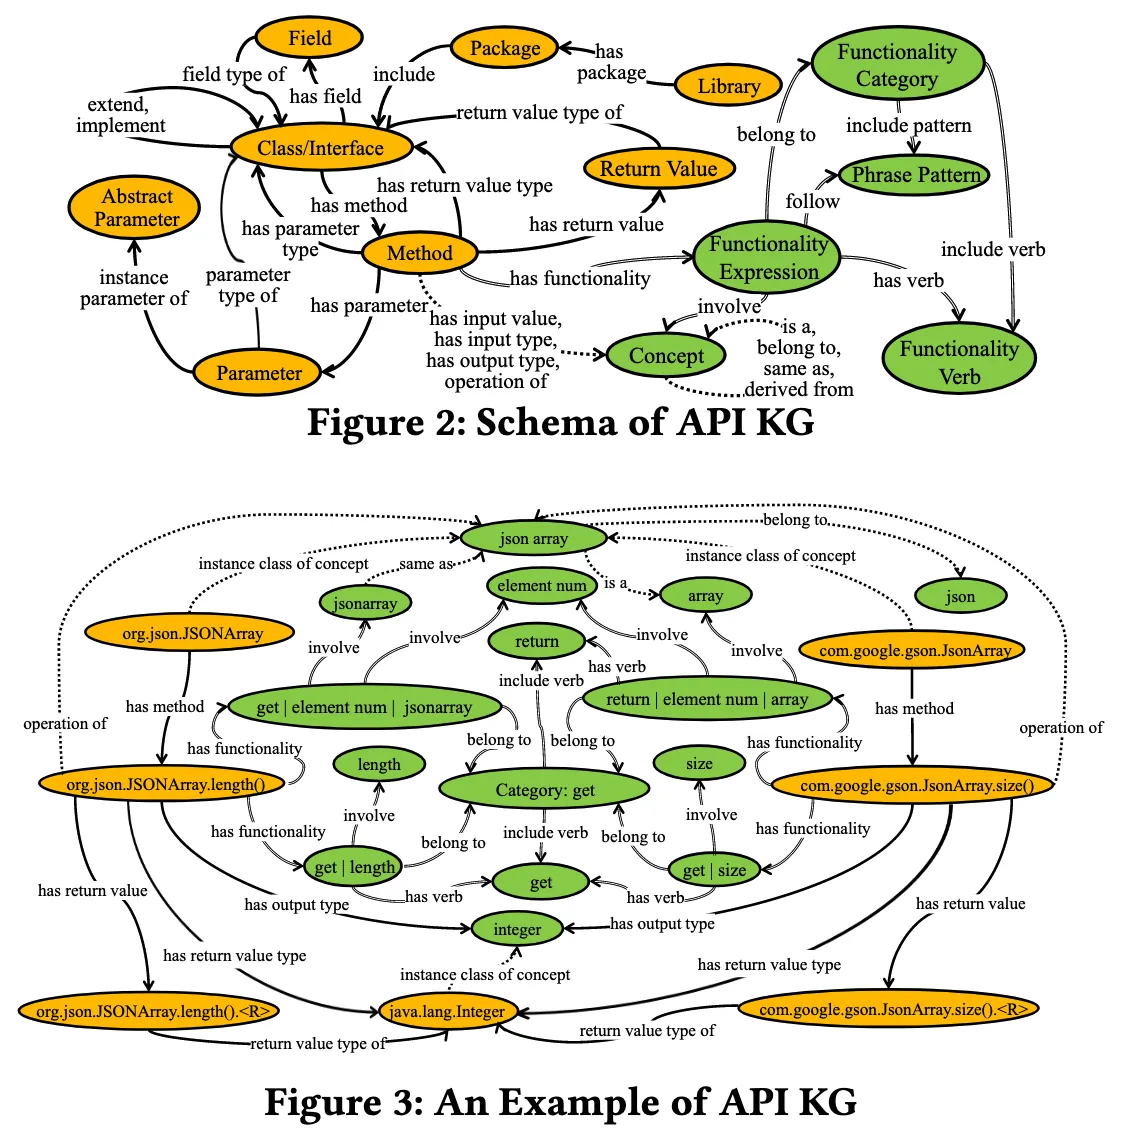 Field
Package
has
package
Library
Functionality
Category
field type of
has field
include
extend,
implement
return value type of
belong to
include pattern
Class/Interface
Return Value
Phrase Pattern
Abstract
Parameter
has return value type
has method
follow
has parameter
type
has return value
Method
Functionality
Expression
include verb
instance
parameter of
parameter
type of
has functionality
has verb
has parameter
involve
has input value,
has input type,
has output type,
operation of
Concept
is a,
belong to,
same as,
derived from
Functionality
Verb
Parameter
Figure 2: Schema of API KG
json array
belong to
instance class of concept
same as
is a
instance class of concept
element num
array
json
jsonarray
org.json.JSONArray
involve
involve
return
involve
involve
com.google.gson.JsonArray
has verb
include verb
has method
get | element num | jsonarray
return | element num | array
has method
operation of
operation of
has functionality
belong to
belong to
has functionality
length
size
org.json.JSONArray.length()
Category: get
com.google.gson.JsonArray.size()
involve
involve
has functionality
belong to
include verb
belong to
has functionality
get | length
get
get | size
has return value
has verb
has verb
has output type
has return value
integer
has output type
has return value type
instance class of concept
has return value type
org.json.JSONArray.length().<R>
java.lang.Integer
com.google.gson.JsonArray.size().<R>
return value type of
return value type of
Figure 3: An Example of API KG